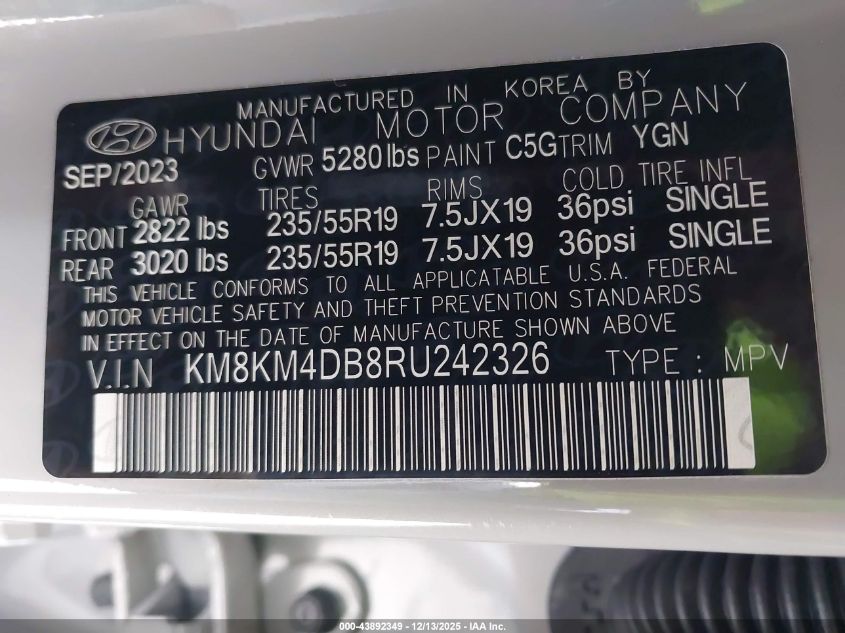 MANUFACTURED IN KOREA BY
HYUNDAI MOTOR COMPANY
SEP/2023 GVWR 5280 lbs PAINT C5G TRIM YGN
GAWR TIRES RIMS COLD TIRE INFL
FRONT 2822 lbs 235/55R19 7.5JX19 36psi SINGLE
REAR 3020 lbs 235/55R19 7.5JX19 36psi SINGLE
THIS VEHICLE CONFORMS TO ALL APPLICATABLE U.S.A. FEDERAL
MOTOR VEHICLE SAFETY AND THEFT PREVENTION STANDARDS
IN EFFECT ON THE DATE OF MANUFACTURE SHOWN ABOVE
V.I.N KM8KM4DB8RU242326 TYPE : MPV
000-43892349 - 12/13/2025 - IAA Inc.